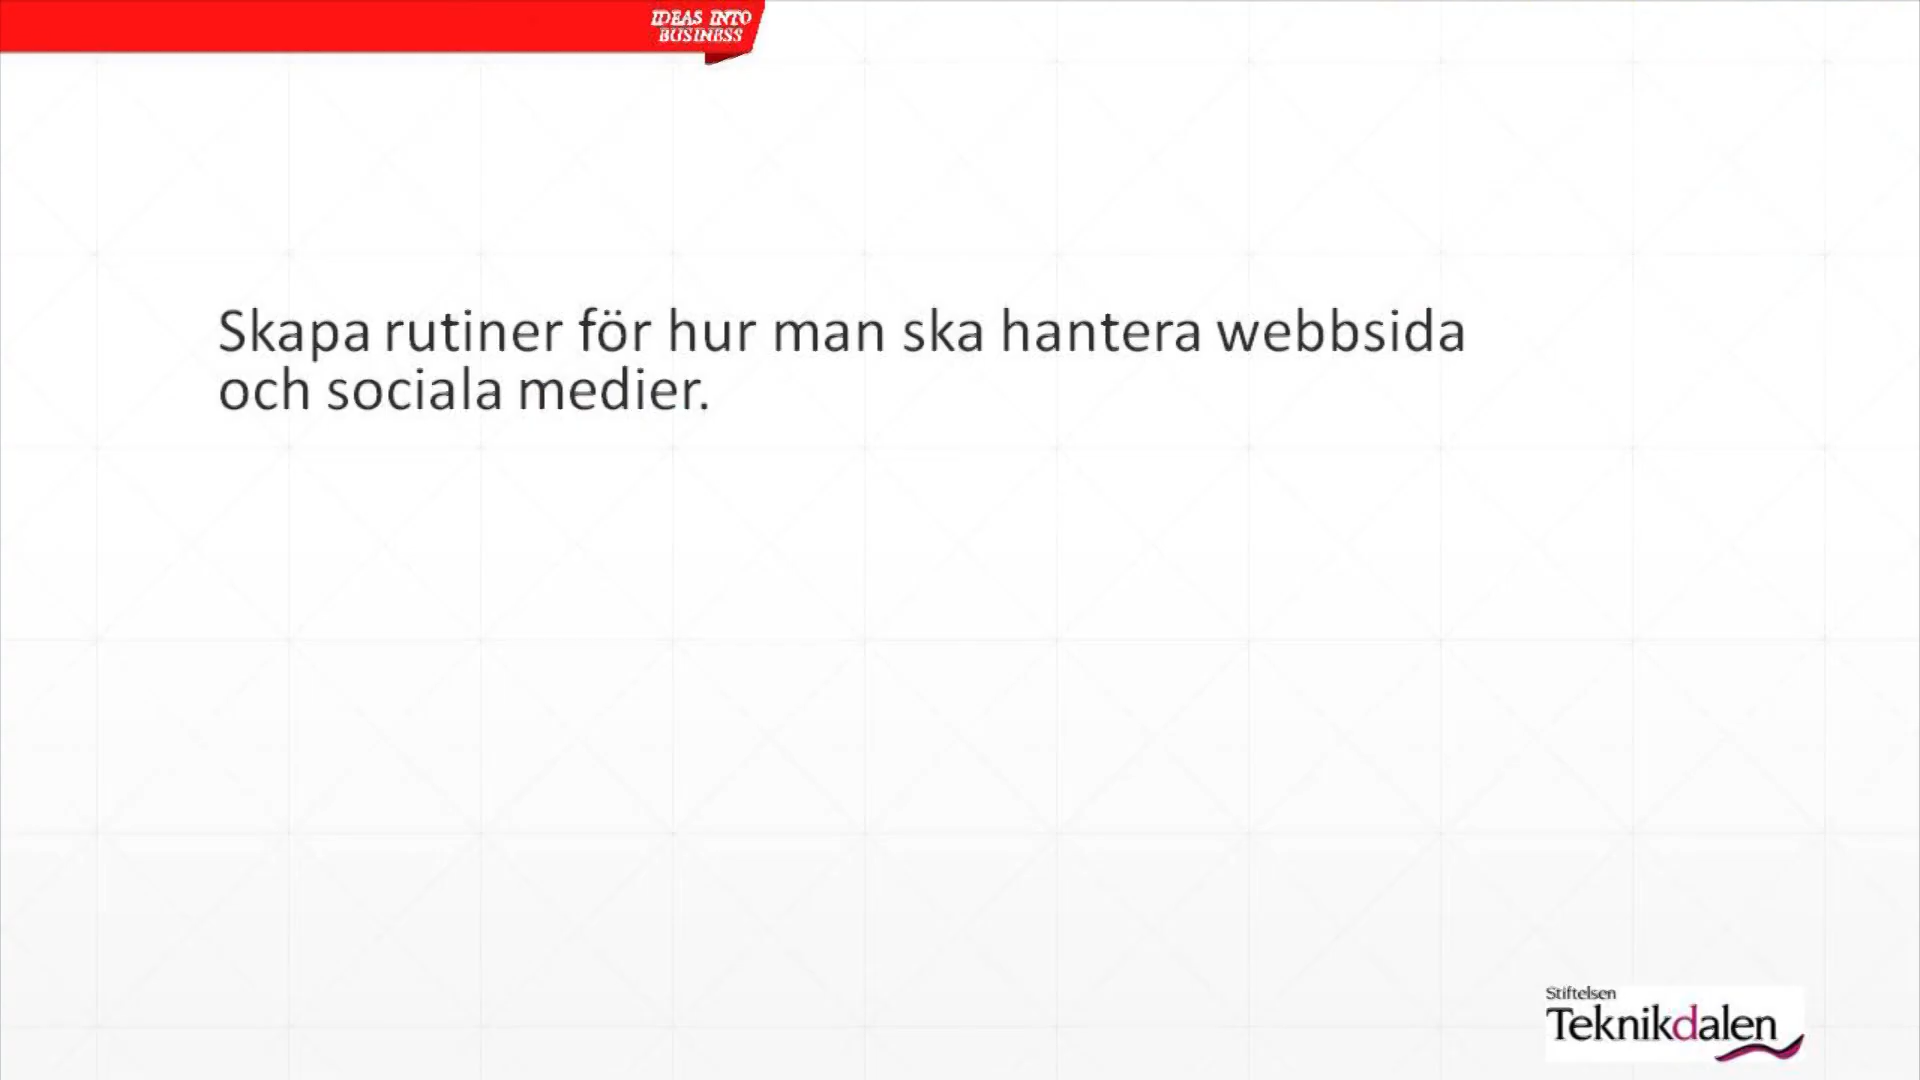 IDEAS INTO
BUSINESS
Skapa rutiner för hur man ska hantera webbsida
och sociala medier.
Stiftelsen
Teknikdalen